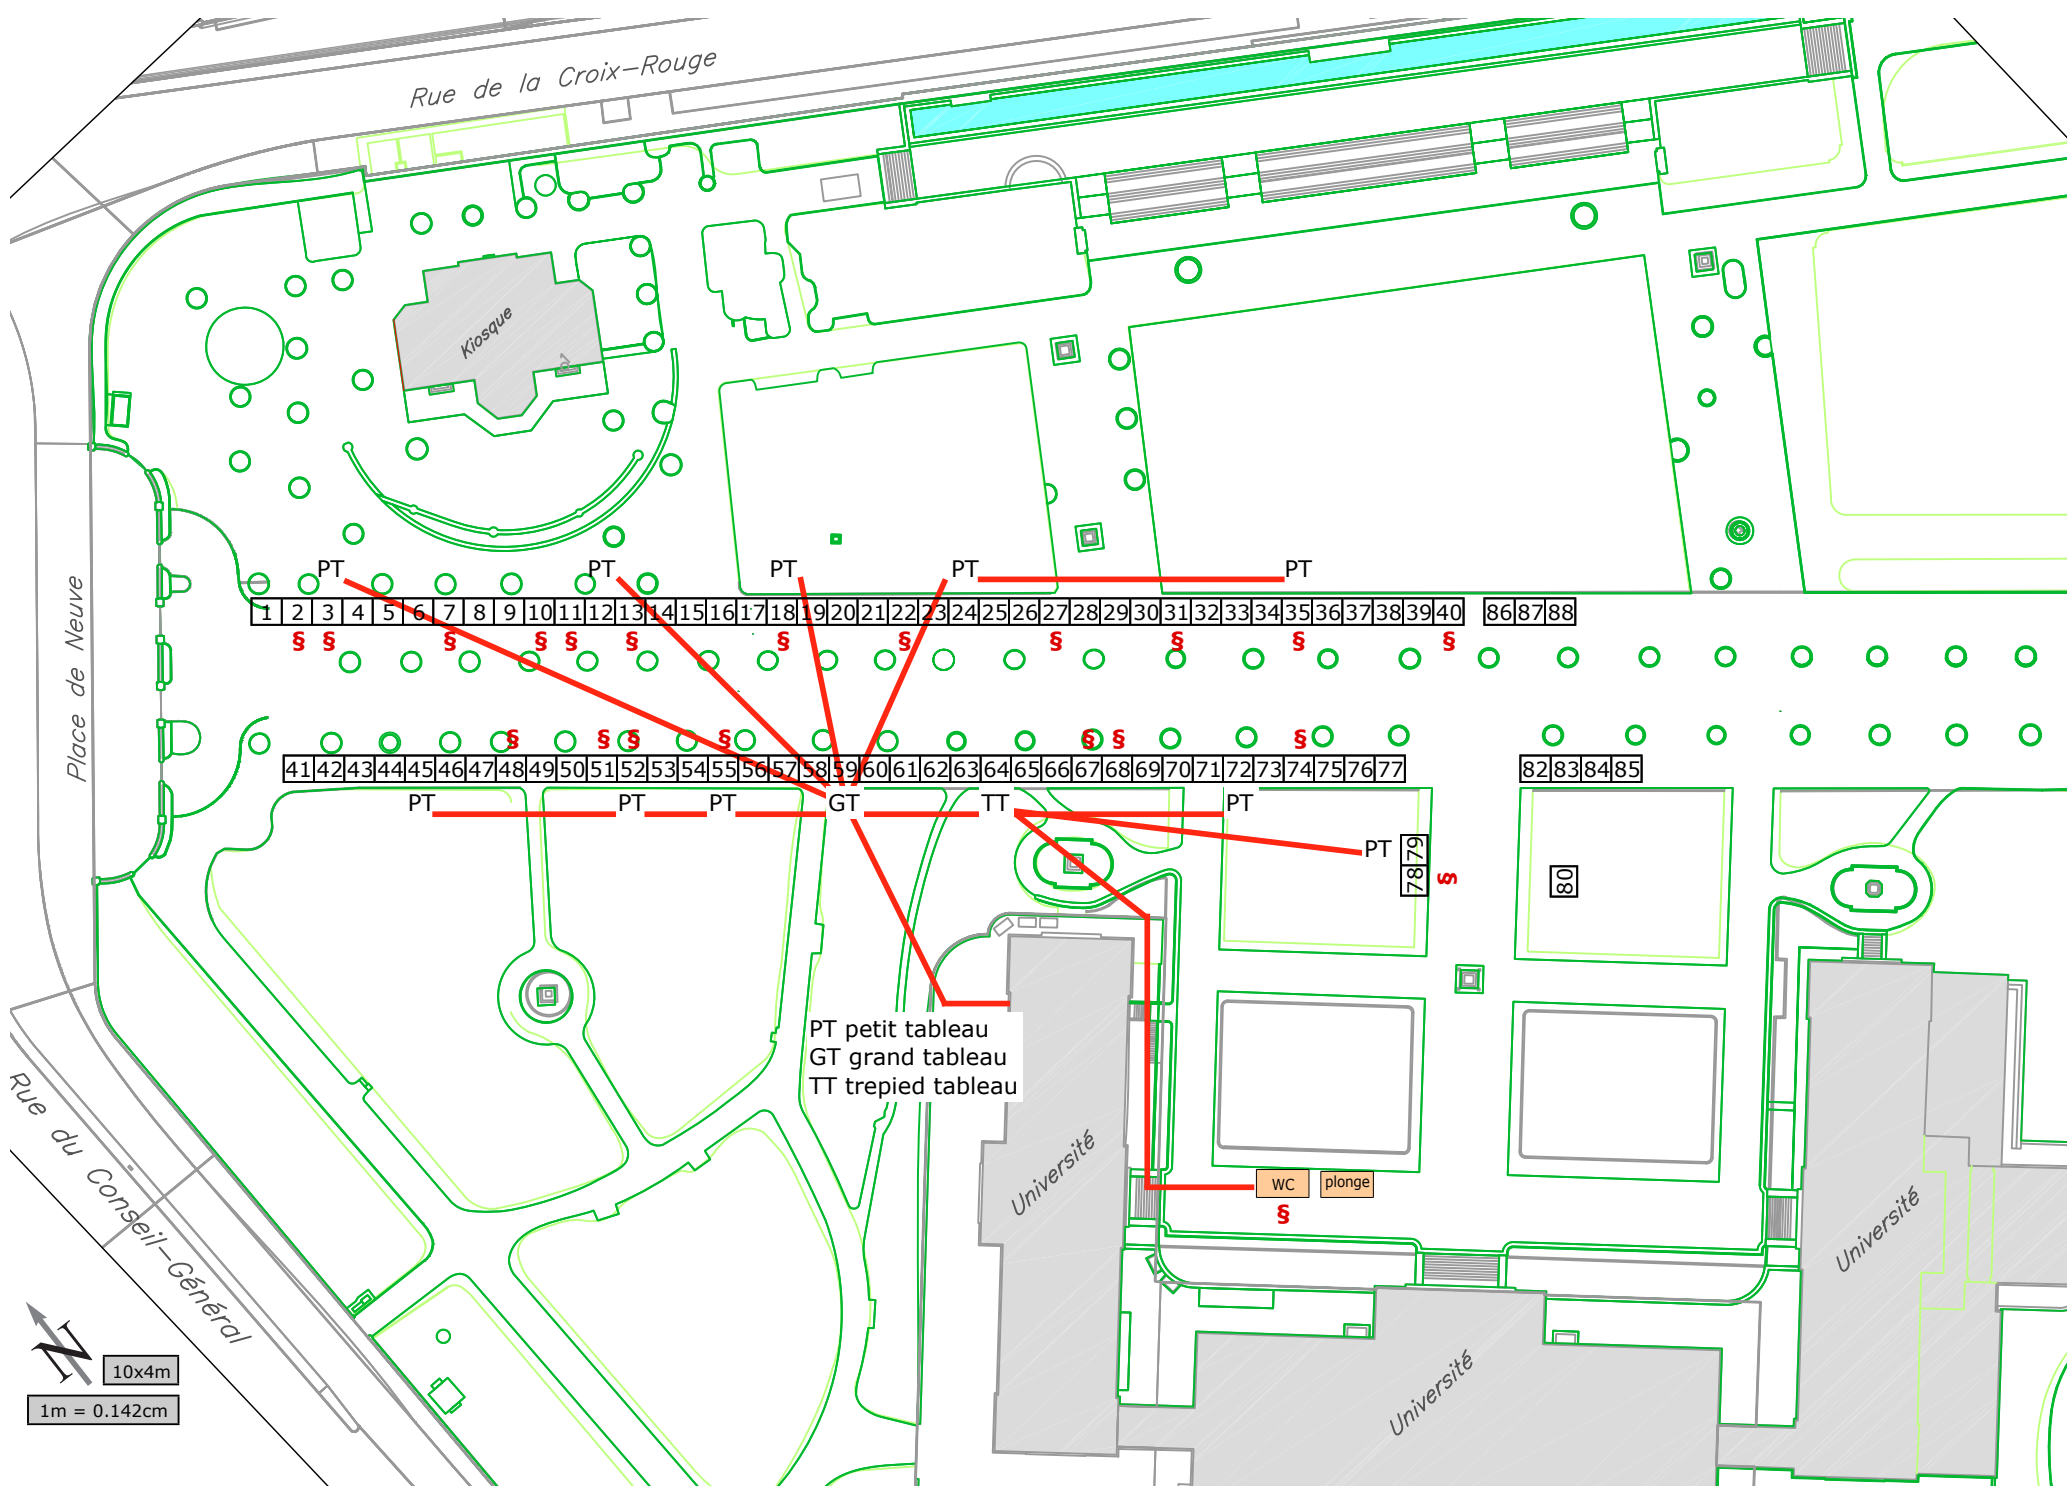 Rue de la Croix-Rouge
Kiosque
PT PT PT PT PT
1 2 3 4 5 6 7 8 9 10 11 12 13 14 15 16 17 18 19 20 21 22 23 24 25 26 27 28 29 30 31 32 33 34 35 36 37 38 39 40 86 87 88
§ § § § § § § § § § § §
Place de Neuve
§ § § § § § §
41 42 43 44 45 46 47 48 49 50 51 52 53 54 55 56 57 58 59 60 61 62 63 64 65 66 67 68 69 70 71 72 73 74 75 76 77 82 83 84 85
PT PT PT GT TT PT
PT 79
78 §
80
PT petit tableau
GT grand tableau
TT trepied tableau
Rue du Conseil-Général
Université
WC plonge
§
Université
Université
N
10x4m
1m = 0.142cm